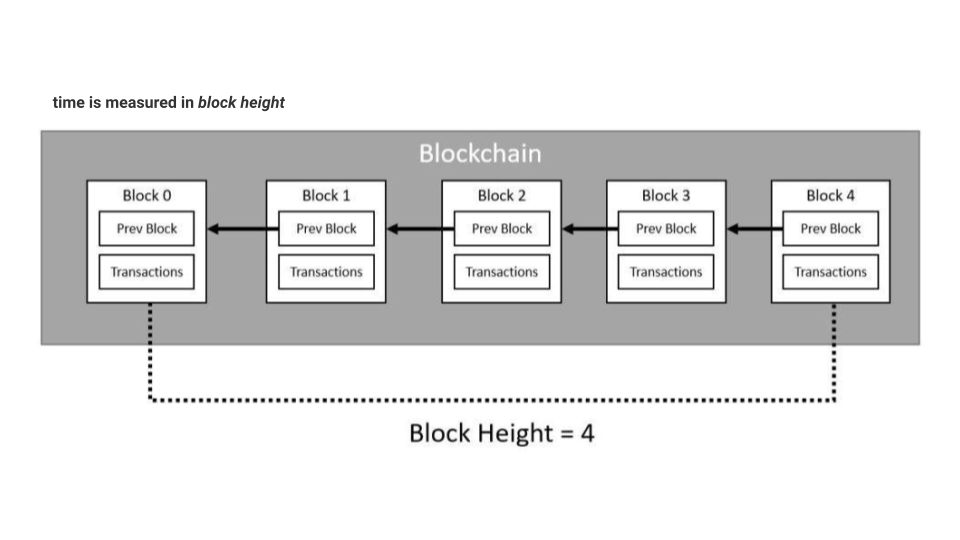 time is measured in block height
Blockchain
Block 0
Prev Block
Transactions
Block 1
Prev Block
Transactions
Block 2
Prev Block
Transactions
Block 3
Prev Block
Transactions
Block 4
Prev Block
Transactions
Block Height = 4